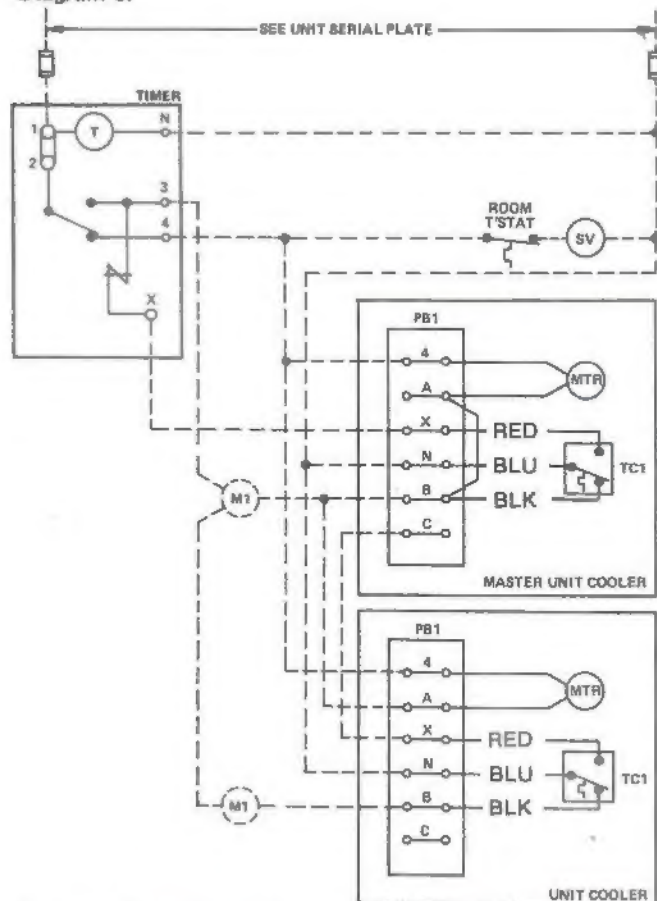 SEE UNIT SERIAL PLATE
TIMER
1
T
N
2
3
4
X
ROOM
T'STAT
SV
PB1
4
MTR
A
X
RED
N
BLU
TC1
M1
B
BLK
C
MASTER UNIT COOLER
PB1
4
A
MTR
X
RED
N
BLU
TC1
M1
B
BLK
C
UNIT COOLER